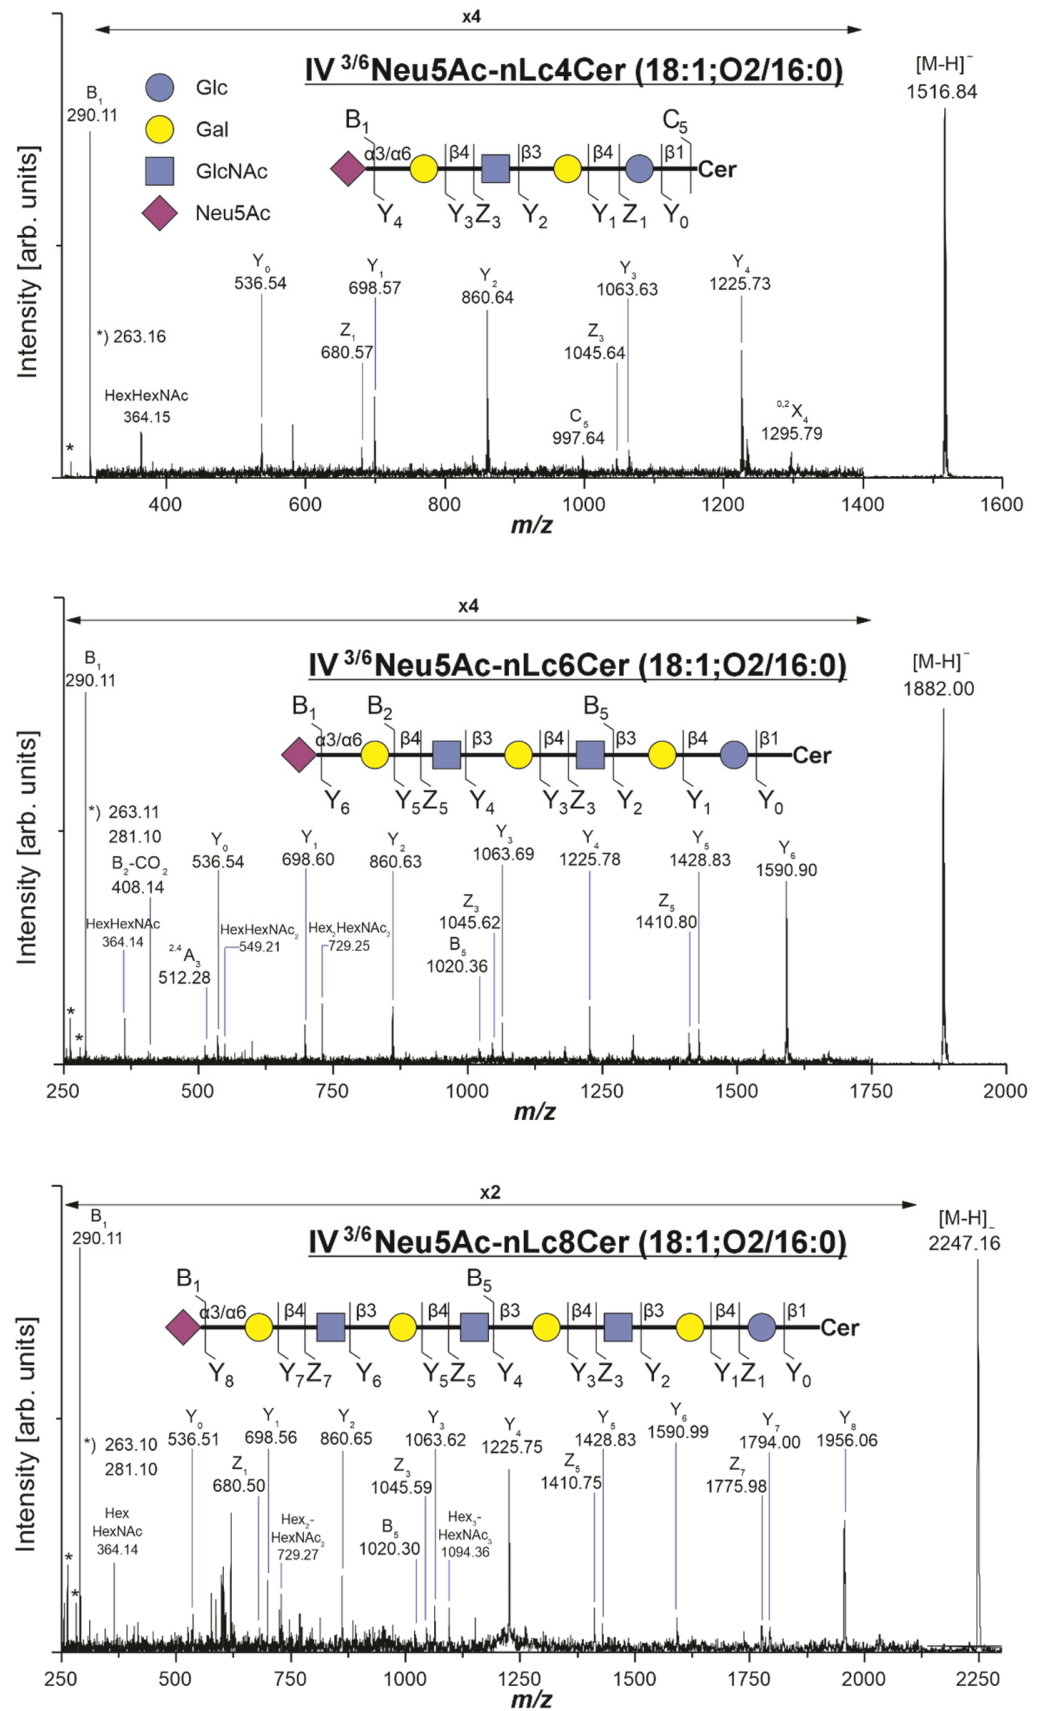 x4
IV 3/6Neu5Ac-nLc4Cer (18:1;O2/16:0)
[M-H]−
1516.84
B1
290.11
Glc
Gal
GlcNAc
Neu5Ac
B1
C5
α3/α6
β4
β3
β4
β1
Cer
Y4
Y3
Z3
Y2
Y1
Z1
Y0
Intensity [arb. units]
Y0
536.54
Y1
698.57
Y2
860.64
Y3
1063.63
Y4
1225.73
*) 263.16
Z1
680.57
Z3
1045.64
HexHexNAc
364.15
C5
997.64
0,2X4
1295.79
*
400
600
800
1000
1200
1400
1600
m/z
x4
IV 3/6Neu5Ac-nLc6Cer (18:1;O2/16:0)
[M-H]−
1882.00
B1
290.11
B1
B2
B5
α3/α6
β4
β3
β4
β3
β4
β1
Cer
Y6
Y5
Z5
Y4
Y3
Z3
Y2
Y1
Y0
Intensity [arb. units]
*) 263.11
281.10
B2-CO2
408.14
Y0
536.54
Y1
698.60
Y2
860.63
Y3
1063.69
Y4
1225.78
Y5
1428.83
Y6
1590.90
HexHexNAc
364.14
2,4A3
512.28
HexHexNAc2
549.21
Hex2HexNAc2
729.25
Z3
1045.62
B5
1020.36
Z5
1410.80
*
*
250
500
750
1000
1250
1500
1750
2000
m/z
x2
IV 3/6Neu5Ac-nLc8Cer (18:1;O2/16:0)
[M-H]−
2247.16
B1
290.11
B1
B5
α3/α6
β4
β3
β4
β3
β4
β3
β4
β1
Cer
Y8
Y7
Z7
Y6
Y5
Z5
Y4
Y3
Z3
Y2
Y1
Z1
Y0
Intensity [arb. units]
*) 263.10
281.10
Y0
536.51
Y1
698.56
Y2
860.65
Y3
1063.62
Y4
1225.75
Y5
1428.83
Y6
1590.99
Y7
1794.00
Y8
1956.06
Z1
680.50
Z3
1045.59
Z5
1410.75
Z7
1775.98
Hex
HexNAc
364.14
Hex2-
HexNAc2
729.27
B5
1020.30
Hex3-
HexNAc3
1094.36
*
*
250
500
750
1000
1250
1500
1750
2000
2250
m/z